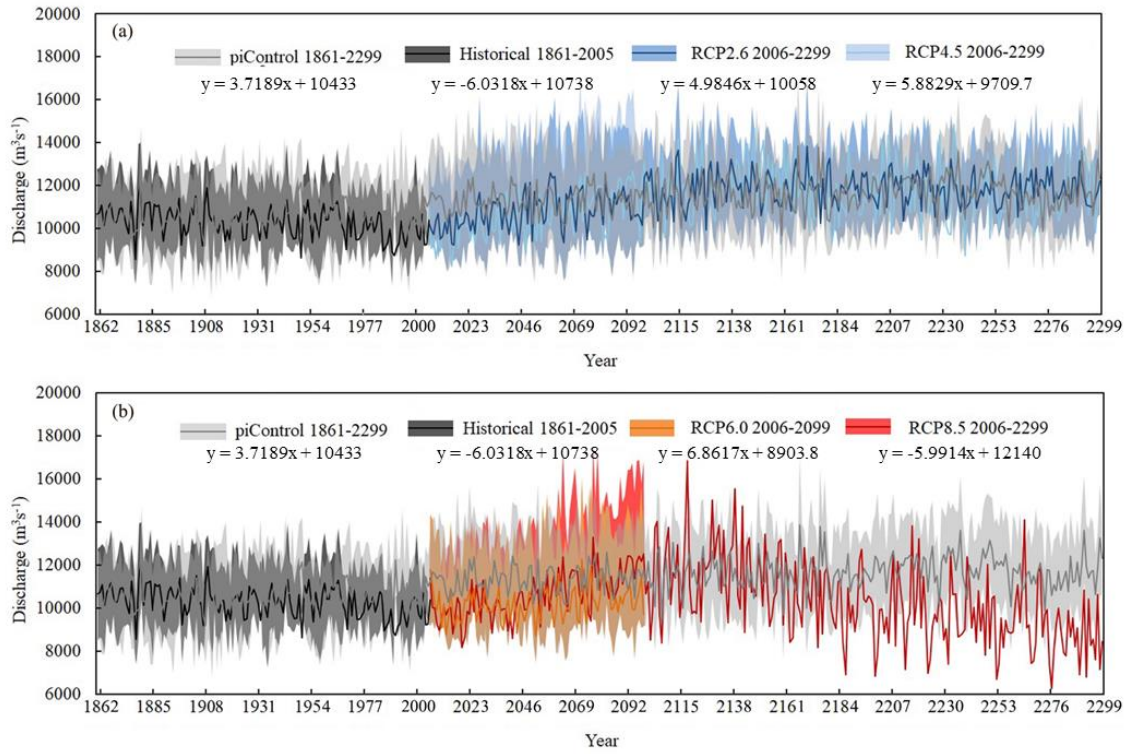 20000
(a)
18000
piControl 1861-2299 Historical 1861-2005 RCP2.6 2006-2299 RCP4.5 2006-2299
y = 3.7189x + 10433 y = -6.0318x + 10738 y = 4.9846x + 10058 y = 5.8829x + 9709.7
16000
14000
12000
10000
8000
6000
Discharge (m³s⁻¹)
1862 1885 1908 1931 1954 1977 2000 2023 2046 2069 2092 2115 2138 2161 2184 2207 2230 2253 2276 2299
Year
20000
(b)
18000
piControl 1861-2299 Historical 1861-2005 RCP6.0 2006-2099 RCP8.5 2006-2299
y = 3.7189x + 10433 y = -6.0318x + 10738 y = 6.8617x + 8903.8 y = -5.9914x + 12140
16000
14000
12000
10000
8000
6000
Discharge (m³s⁻¹)
1862 1885 1908 1931 1954 1977 2000 2023 2046 2069 2092 2115 2138 2161 2184 2207 2230 2253 2276 2299
Year